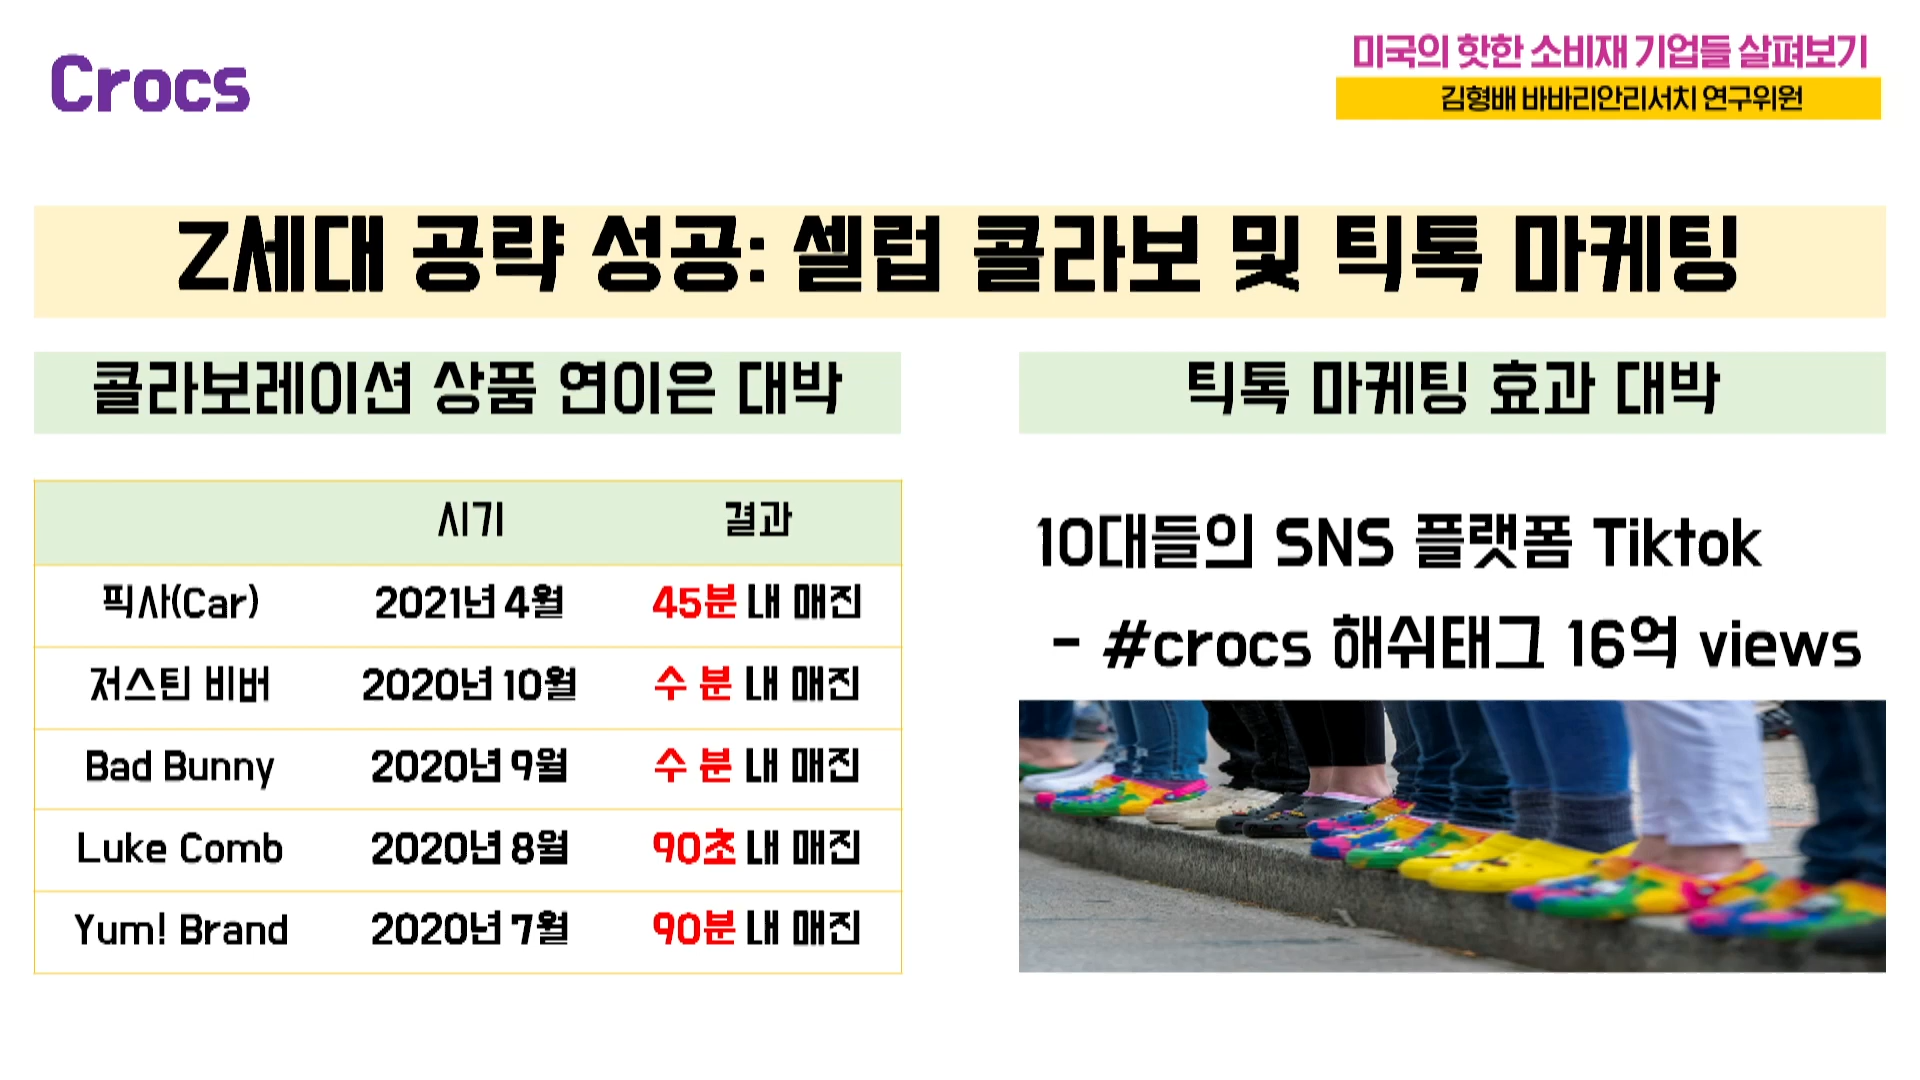 Crocs
미국의 핫한 소비재 기업들 살펴보기
김형배 바바리안리서치 연구위원
Z세대 공략 성공: 셀럽 콜라보 및 틱톡 마케팅
콜라보레이션 상품 연이은 대박
시기 결과
픽사(Car) 2021년 4월 45분 내 매진
저스틴 비버 2020년 10월 수 분 내 매진
Bad Bunny 2020년 9월 수 분 내 매진
Luke Comb 2020년 8월 90초 내 매진
Yum! Brand 2020년 7월 90분 내 매진
틱톡 마케팅 효과 대박
10대들의 SNS 플랫폼 Tiktok
- #crocs 해쉬태그 16억 views